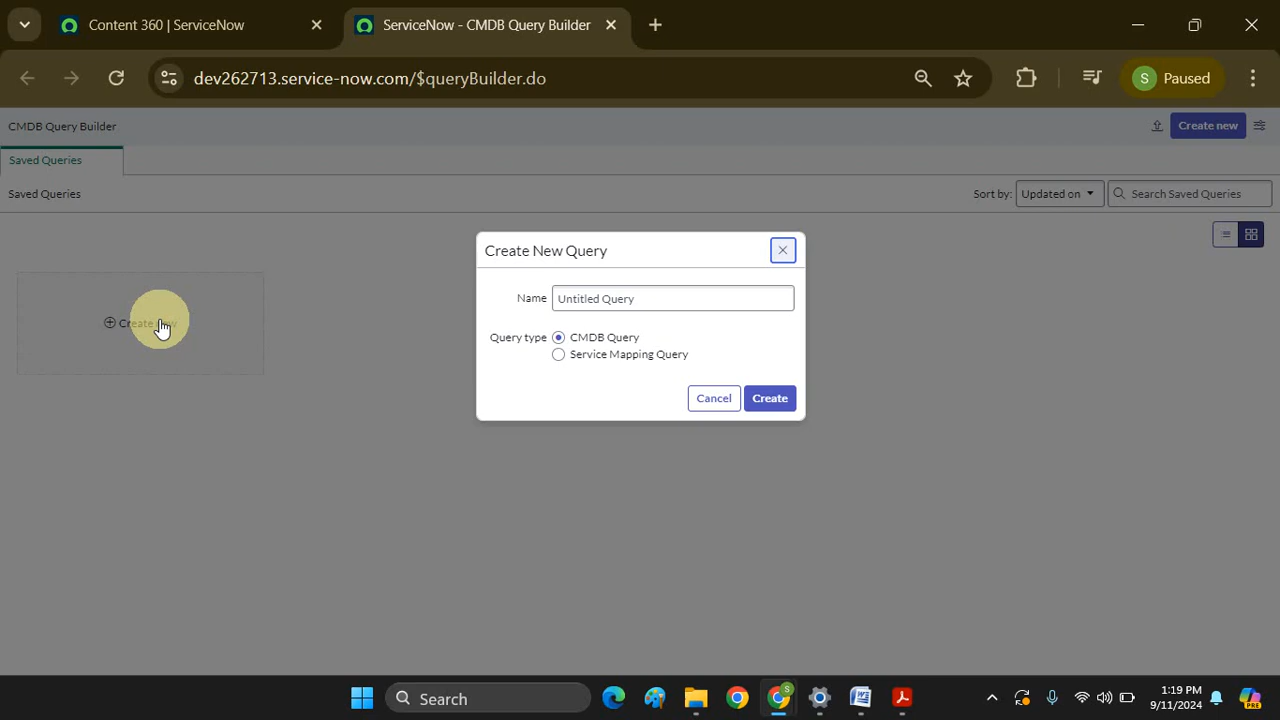 Content 360 | ServiceNow
ServiceNow - CMDB Query Builder
dev262713.service-now.com/$queryBuilder.do
S Paused
CMDB Query Builder
Create new
Saved Queries
Saved Queries
Sort by: Updated on
Search Saved Queries
Create New Query
Name Untitled Query
Create new
Query type CMDB Query
Service Mapping Query
Cancel Create
Search
1:19 PM
9/11/2024